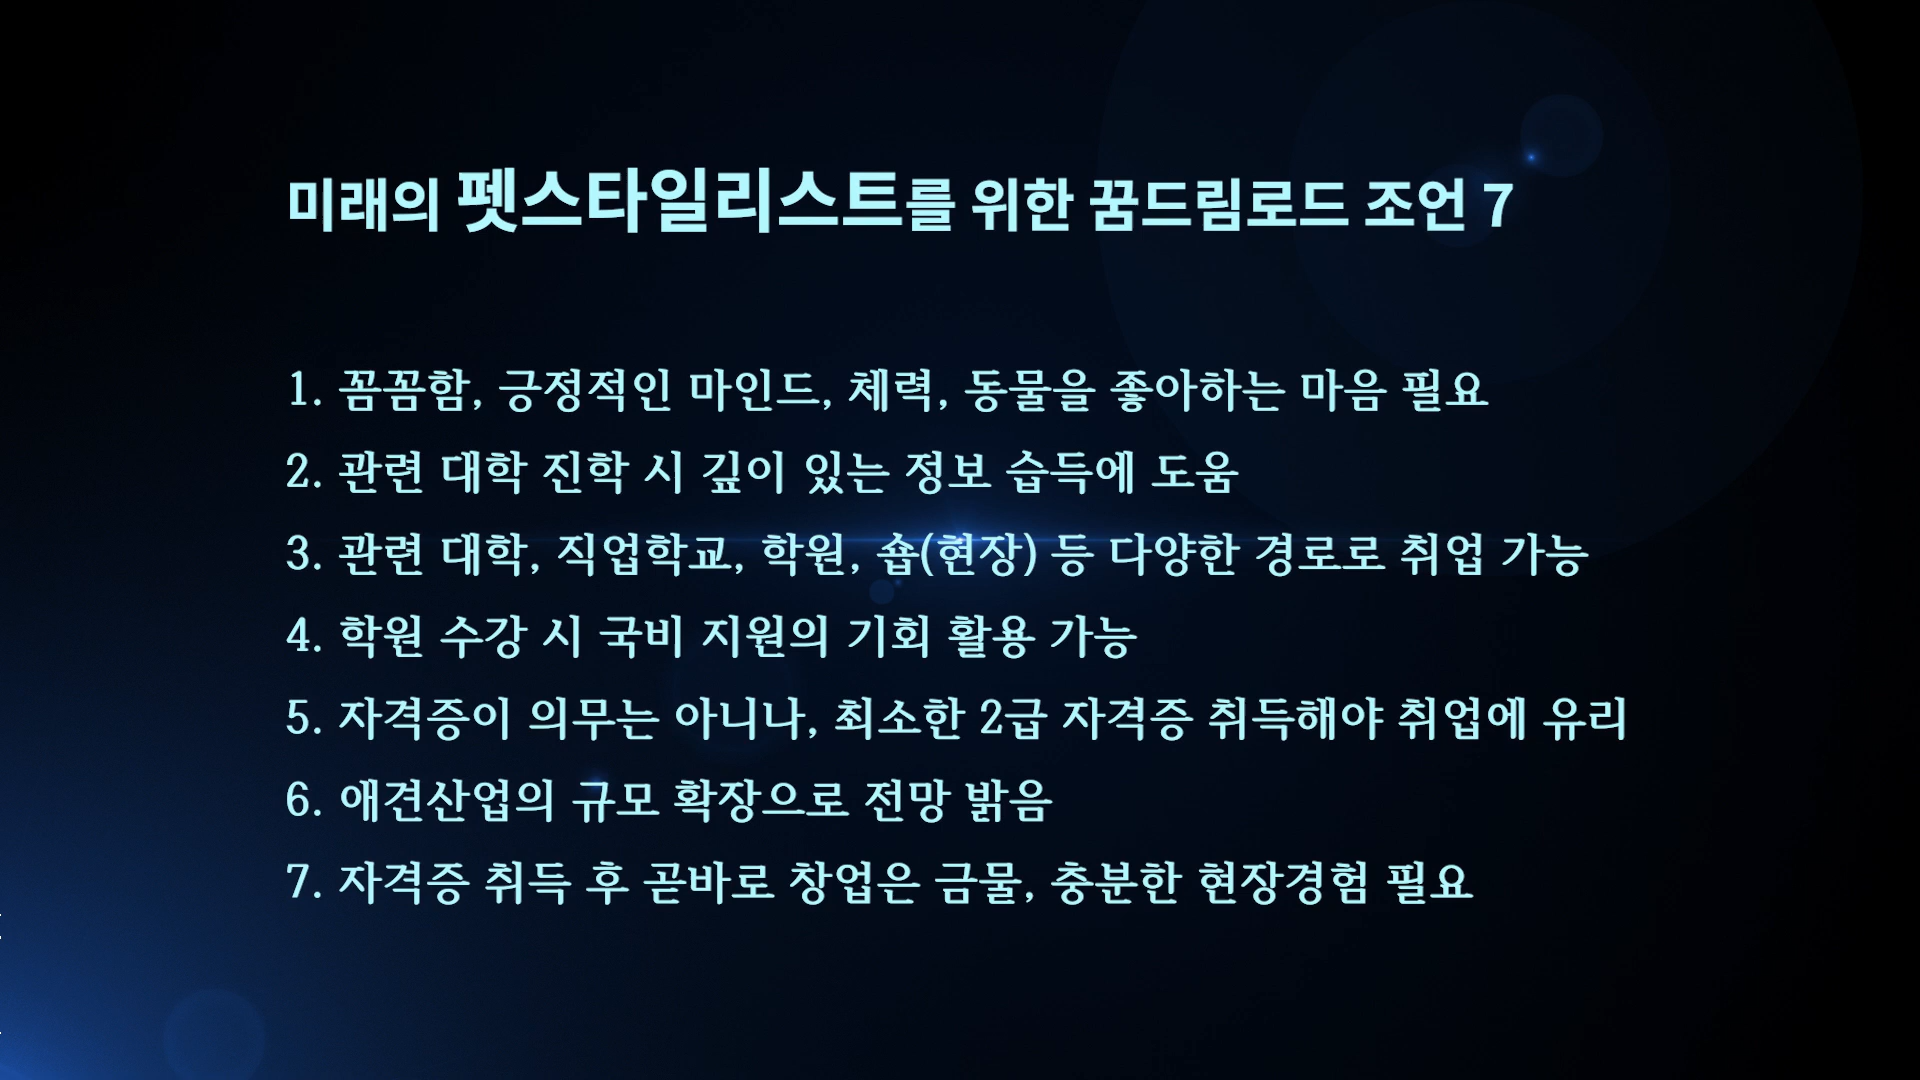 미래의 펫스타일리스트를 위한 꿈드림로드 조언 7
1. 꼼꼼함, 긍정적인 마인드, 체력, 동물을 좋아하는 마음 필요
2. 관련 대학 진학 시 깊이 있는 정보 습득에 도움
3. 관련 대학, 직업학교, 학원, 숍(현장) 등 다양한 경로로 취업 가능
4. 학원 수강 시 국비 지원의 기회 활용 가능
5. 자격증이 의무는 아니나, 최소한 2급 자격증 취득해야 취업에 유리
6. 애견산업의 규모 확장으로 전망 밝음
7. 자격증 취득 후 곧바로 창업은 금물, 충분한 현장경험 필요